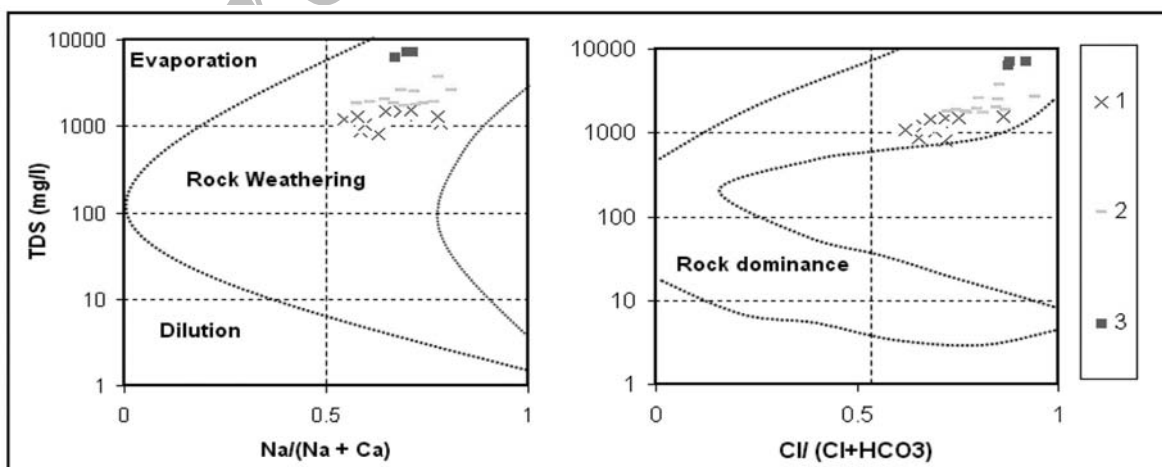 10000
1000
100
10
1
TDS (mg/l)
Evaporation
Rock Weathering
Dilution
0
0.5
1
Na/(Na + Ca)
10000
1000
100
10
1
Rock dominance
0
0.5
1
Cl/ (Cl+HCO3)
1
2
3